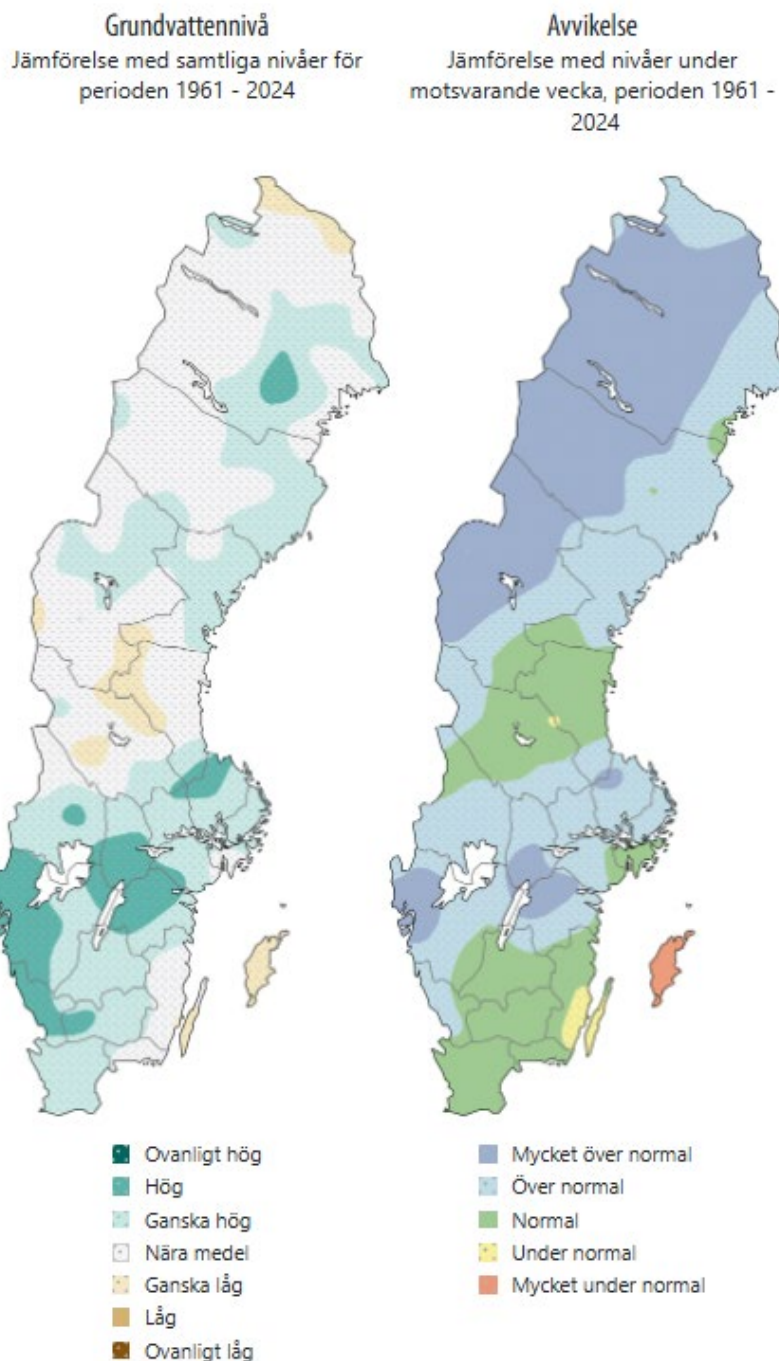 Grundvattennivå
Jämförelse med samtliga nivåer för
perioden 1961 - 2024
Avvikelse
Jämförelse med nivåer under
motsvarande vecka, perioden 1961 -
2024
Ovanligt hög
Hög
Ganska hög
Nära medel
Ganska låg
Låg
Ovanligt låg
Mycket över normal
Över normal
Normal
Under normal
Mycket under normal